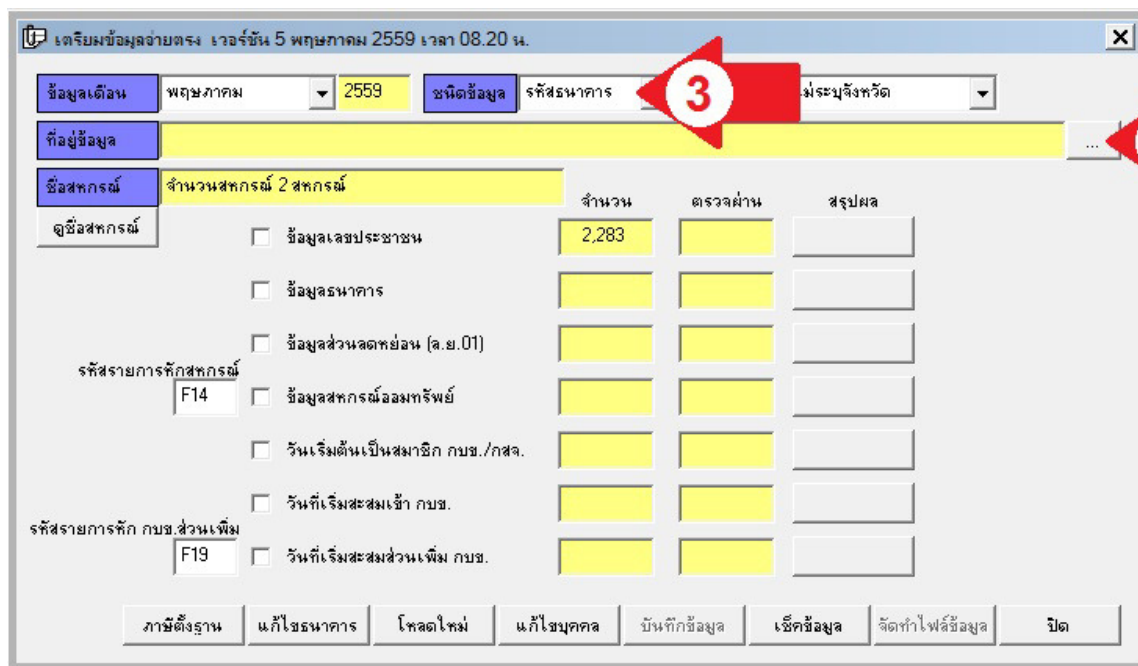 เตรียมข้อมูลจ่ายตรง เวอร์ชัน 5 พฤษภาคม 2559 เวลา 08.20 น.
ข้อมูลเดือน พฤษภาคม 2559 ชนิดข้อมูล รหัสธนาคาร 3 ม่ระบุจังหวัด
ที่อยู่ข้อมูล ...
ชื่อสหกรณ์ จำนวนสหกรณ์ 2 สหกรณ์
จำนวน ตรวจผ่าน สรุปผล
ดูชื่อสหกรณ์
ข้อมูลเลขประชาชน 2,283
ข้อมูลธนาคาร
ข้อมูลส่วนลดหย่อน (ล.ย.01)
รหัสรายการหักสหกรณ์
F14 ข้อมูลสหกรณ์ออมทรัพย์
วันเริ่มต้นเป็นสมาชิก กบข./กสจ.
วันที่เริ่มสะสมเข้า กบข.
รหัสรายการหัก กบข.ส่วนเพิ่ม
F19 วันที่เริ่มสะสมส่วนเพิ่ม กบข.
ภาษีตั้งฐาน แก้ไขธนาคาร โหลดใหม่ แก้ไขบุคคล บันทึกข้อมูล เช็คข้อมูล จัดทำไฟล์ข้อมูล ปิด